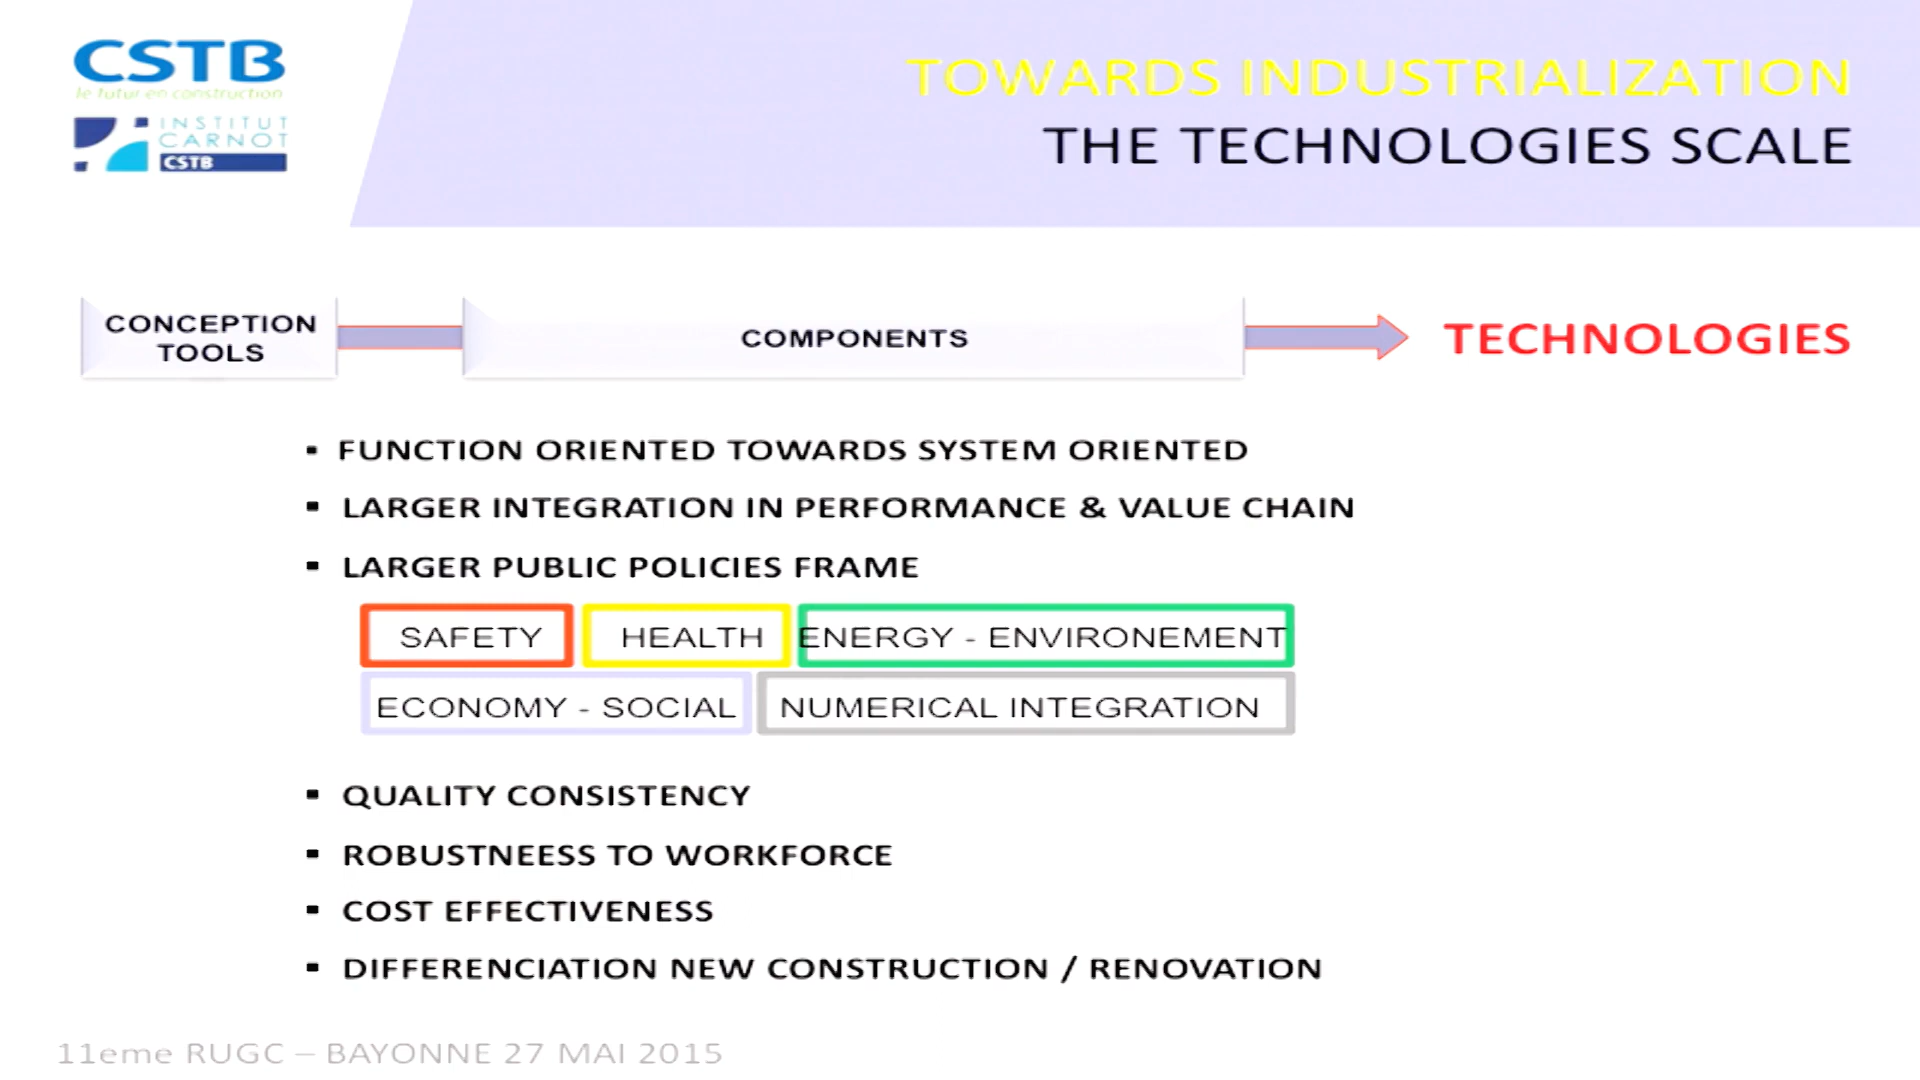 CSTB
le futur en construction
INSTITUT
CARNOT
CSTB
TOWARDS INDUSTRIALIZATION
THE TECHNOLOGIES SCALE
CONCEPTION
TOOLS
COMPONENTS
TECHNOLOGIES
▪ FUNCTION ORIENTED TOWARDS SYSTEM ORIENTED
▪ LARGER INTEGRATION IN PERFORMANCE & VALUE CHAIN
▪ LARGER PUBLIC POLICIES FRAME
SAFETY HEALTH ENERGY - ENVIRONEMENT
ECONOMY - SOCIAL NUMERICAL INTEGRATION
▪ QUALITY CONSISTENCY
▪ ROBUSTNEESS TO WORKFORCE
▪ COST EFFECTIVENESS
▪ DIFFERENCIATION NEW CONSTRUCTION / RENOVATION
11eme RUGC – BAYONNE 27 MAI 2015